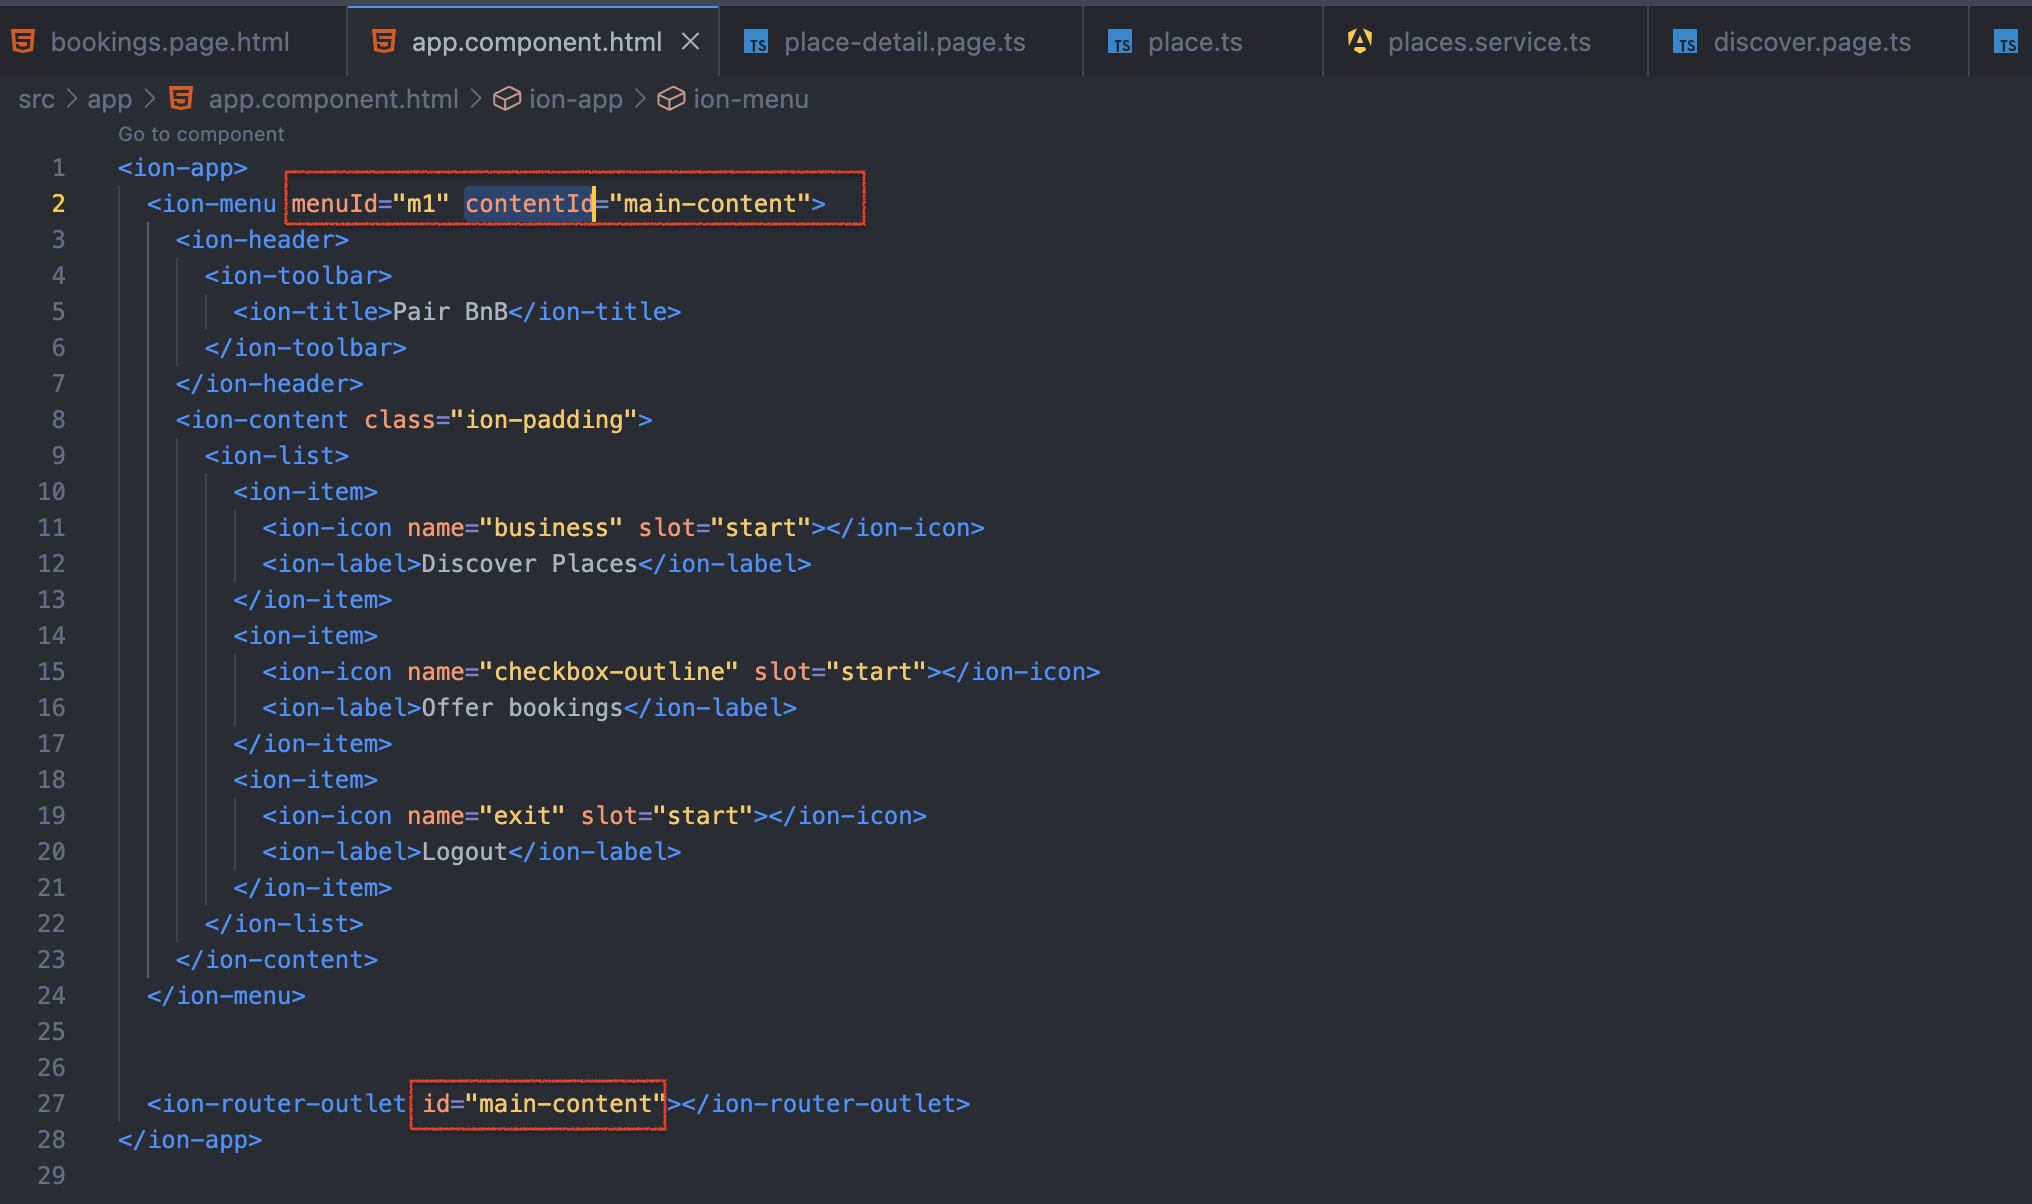 bookings.page.html app.component.html place-detail.page.ts place.ts places.service.ts discover.page.ts
src > app > app.component.html > ion-app > ion-menu
Go to component
1 <ion-app>
2 <ion-menu menuId="m1" contentId="main-content">
3 <ion-header>
4 <ion-toolbar>
5 <ion-title>Pair BnB</ion-title>
6 </ion-toolbar>
7 </ion-header>
8 <ion-content class="ion-padding">
9 <ion-list>
10 <ion-item>
11 <ion-icon name="business" slot="start"></ion-icon>
12 <ion-label>Discover Places</ion-label>
13 </ion-item>
14 <ion-item>
15 <ion-icon name="checkbox-outline" slot="start"></ion-icon>
16 <ion-label>Offer bookings</ion-label>
17 </ion-item>
18 <ion-item>
19 <ion-icon name="exit" slot="start"></ion-icon>
20 <ion-label>Logout</ion-label>
21 </ion-item>
22 </ion-list>
23 </ion-content>
24 </ion-menu>
25
26
27 <ion-router-outlet id="main-content"></ion-router-outlet>
28 </ion-app>
29